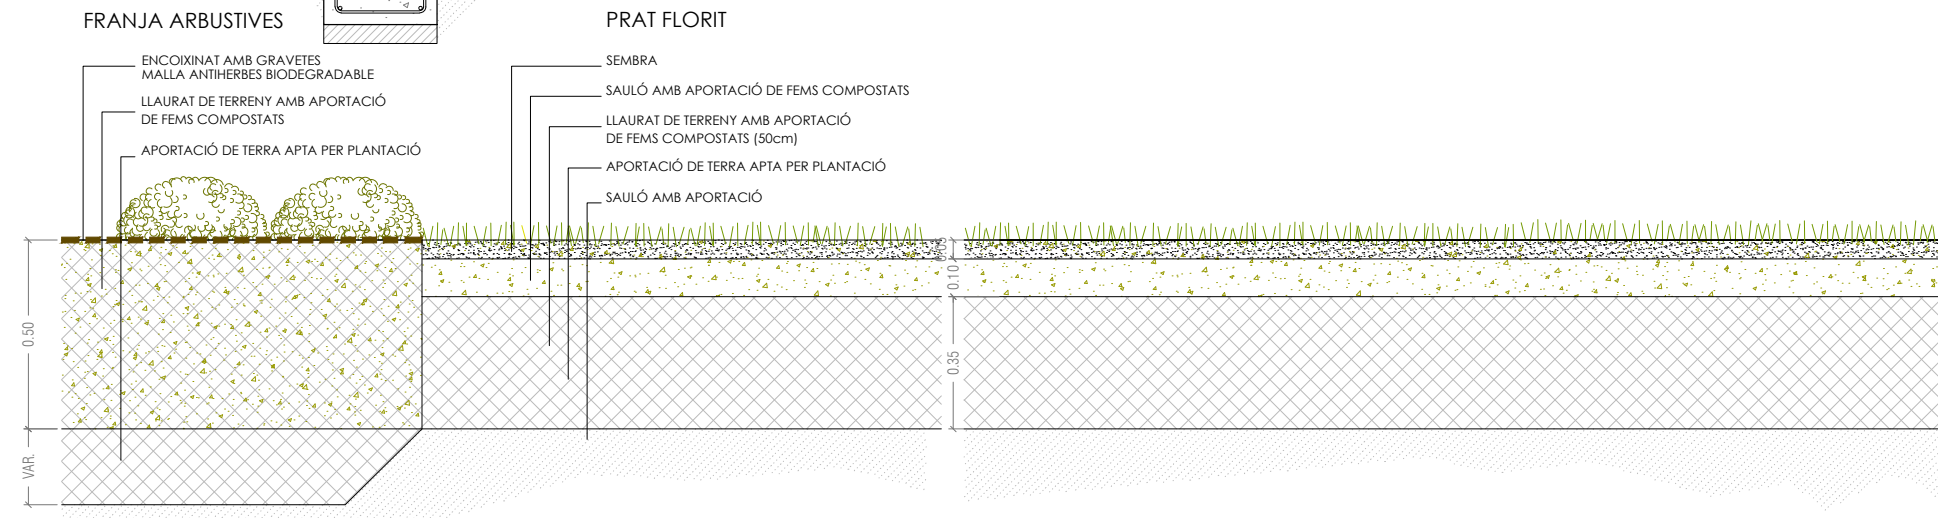 FRANJA ARBUSTIVES
ENCOIXINAT AMB GRAVETES
MALLA ANTIHERBES BIODEGRADABLE
LLAURAT DE TERRENY AMB APORTACIÓ
DE FEMS COMPOSTATS
APORTACIÓ DE TERRA APTA PER PLANTACIÓ
PRAT FLORIT
SEMBRA
SAULÓ AMB APORTACIÓ DE FEMS COMPOSTATS
LLAURAT DE TERRENY AMB APORTACIÓ
DE FEMS COMPOSTATS (50cm)
APORTACIÓ DE TERRA APTA PER PLANTACIÓ
SAULÓ AMB APORTACIÓ
0.50
VAR.
0.10
0.35